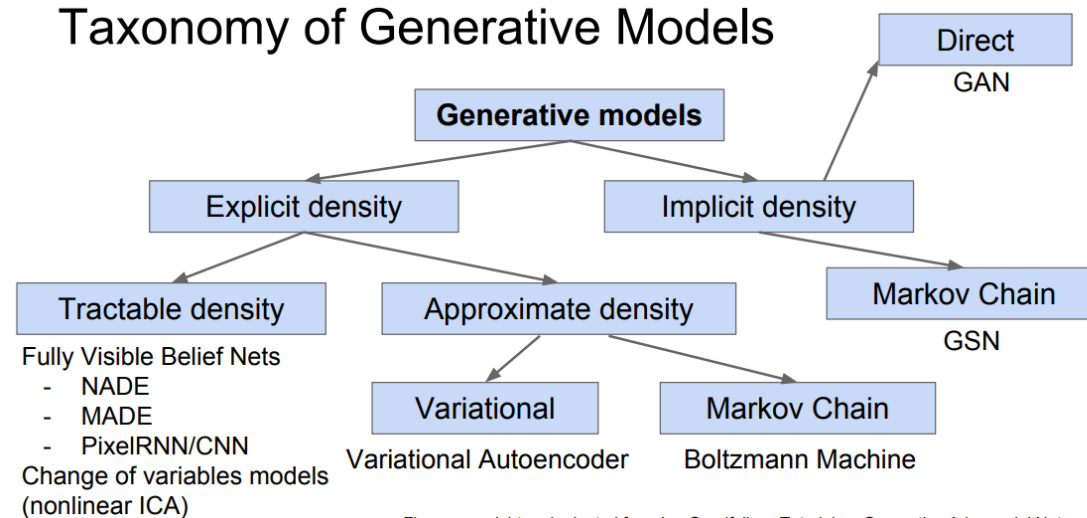 Taxonomy of Generative Models
Direct
GAN
Generative models
Explicit density
Implicit density
Tractable density
Approximate density
Markov Chain
GSN
Fully Visible Belief Nets
- NADE
- MADE
- PixelRNN/CNN
Change of variables models
(nonlinear ICA)
Variational
Markov Chain
Variational Autoencoder
Boltzmann Machine